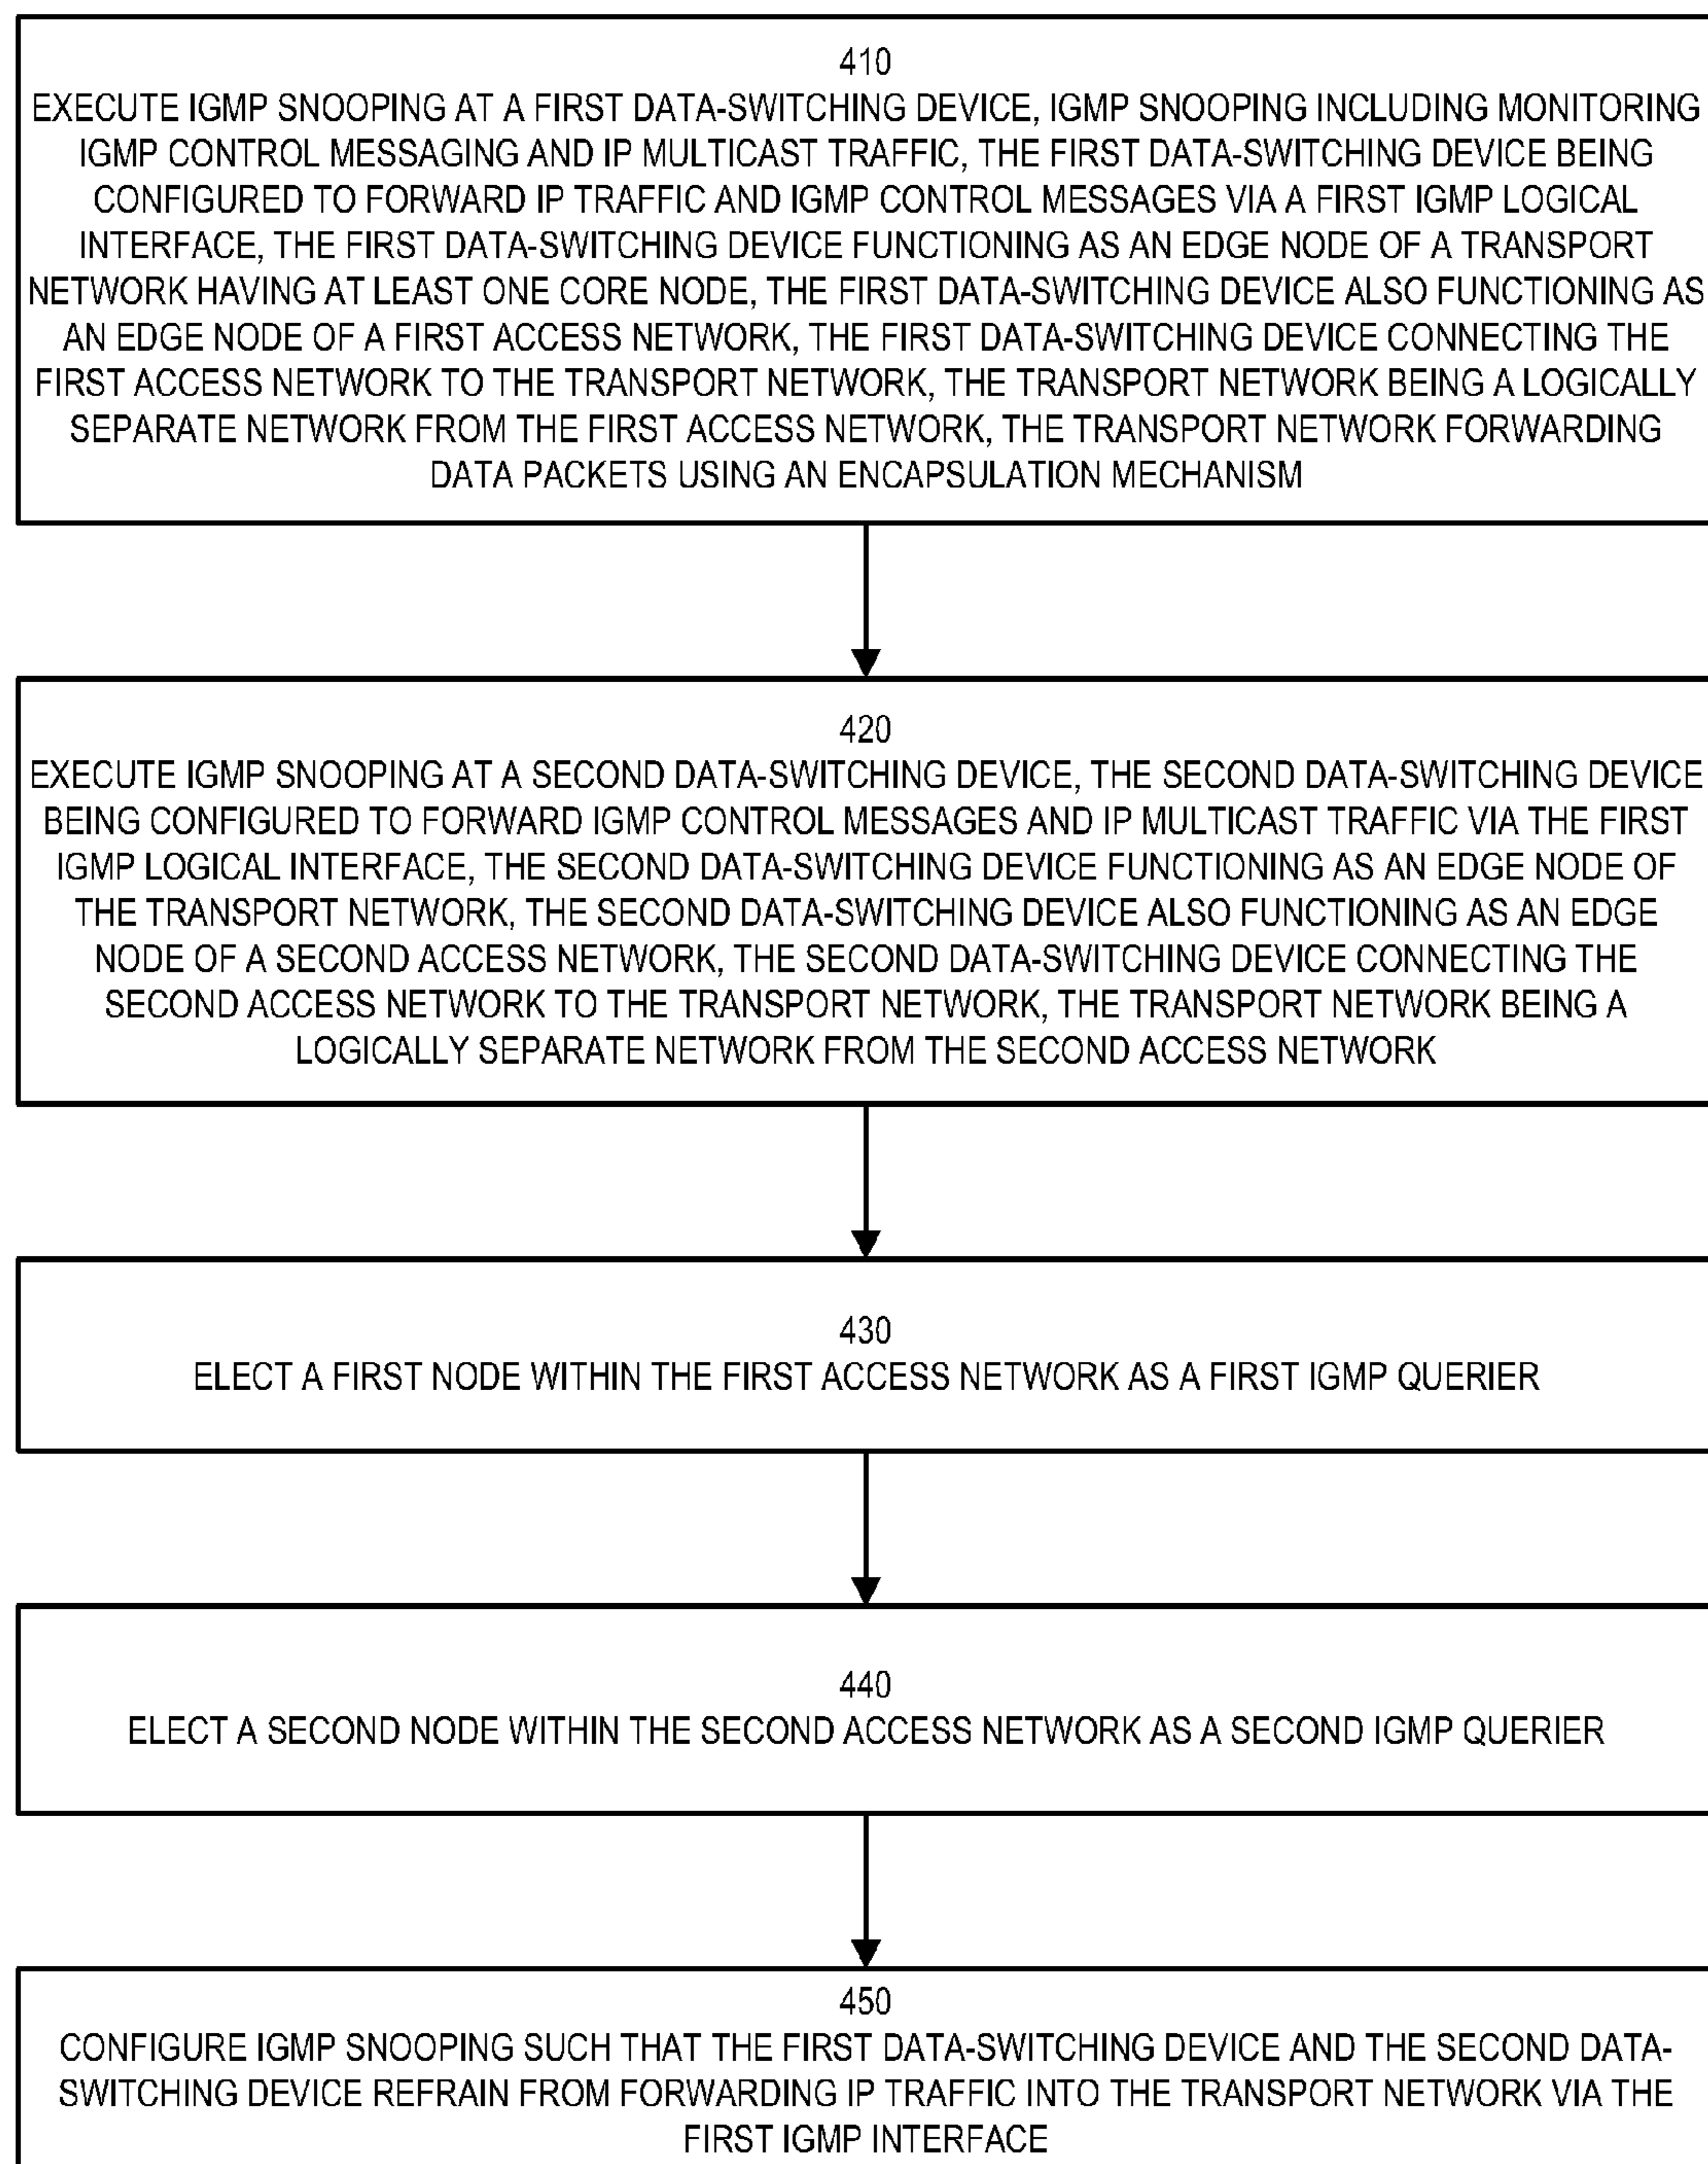 410
EXECUTE IGMP SNOOPING AT A FIRST DATA-SWITCHING DEVICE, IGMP SNOOPING INCLUDING MONITORING
IGMP CONTROL MESSAGING AND IP MULTICAST TRAFFIC, THE FIRST DATA-SWITCHING DEVICE BEING
CONFIGURED TO FORWARD IP TRAFFIC AND IGMP CONTROL MESSAGES VIA A FIRST IGMP LOGICAL
INTERFACE, THE FIRST DATA-SWITCHING DEVICE FUNCTIONING AS AN EDGE NODE OF A TRANSPORT
NETWORK HAVING AT LEAST ONE CORE NODE, THE FIRST DATA-SWITCHING DEVICE ALSO FUNCTIONING AS
AN EDGE NODE OF A FIRST ACCESS NETWORK, THE FIRST DATA-SWITCHING DEVICE CONNECTING THE
FIRST ACCESS NETWORK TO THE TRANSPORT NETWORK, THE TRANSPORT NETWORK BEING A LOGICALLY
SEPARATE NETWORK FROM THE FIRST ACCESS NETWORK, THE TRANSPORT NETWORK FORWARDING
DATA PACKETS USING AN ENCAPSULATION MECHANISM
420
EXECUTE IGMP SNOOPING AT A SECOND DATA-SWITCHING DEVICE, THE SECOND DATA-SWITCHING DEVICE
BEING CONFIGURED TO FORWARD IGMP CONTROL MESSAGES AND IP MULTICAST TRAFFIC VIA THE FIRST
IGMP LOGICAL INTERFACE, THE SECOND DATA-SWITCHING DEVICE FUNCTIONING AS AN EDGE NODE OF
THE TRANSPORT NETWORK, THE SECOND DATA-SWITCHING DEVICE ALSO FUNCTIONING AS AN EDGE
NODE OF A SECOND ACCESS NETWORK, THE SECOND DATA-SWITCHING DEVICE CONNECTING THE
SECOND ACCESS NETWORK TO THE TRANSPORT NETWORK, THE TRANSPORT NETWORK BEING A
LOGICALLY SEPARATE NETWORK FROM THE SECOND ACCESS NETWORK
430
ELECT A FIRST NODE WITHIN THE FIRST ACCESS NETWORK AS A FIRST IGMP QUERIER
440
ELECT A SECOND NODE WITHIN THE SECOND ACCESS NETWORK AS A SECOND IGMP QUERIER
450
CONFIGURE IGMP SNOOPING SUCH THAT THE FIRST DATA-SWITCHING DEVICE AND THE SECOND DATA-
SWITCHING DEVICE REFRAIN FROM FORWARDING IP TRAFFIC INTO THE TRANSPORT NETWORK VIA THE
FIRST IGMP INTERFACE